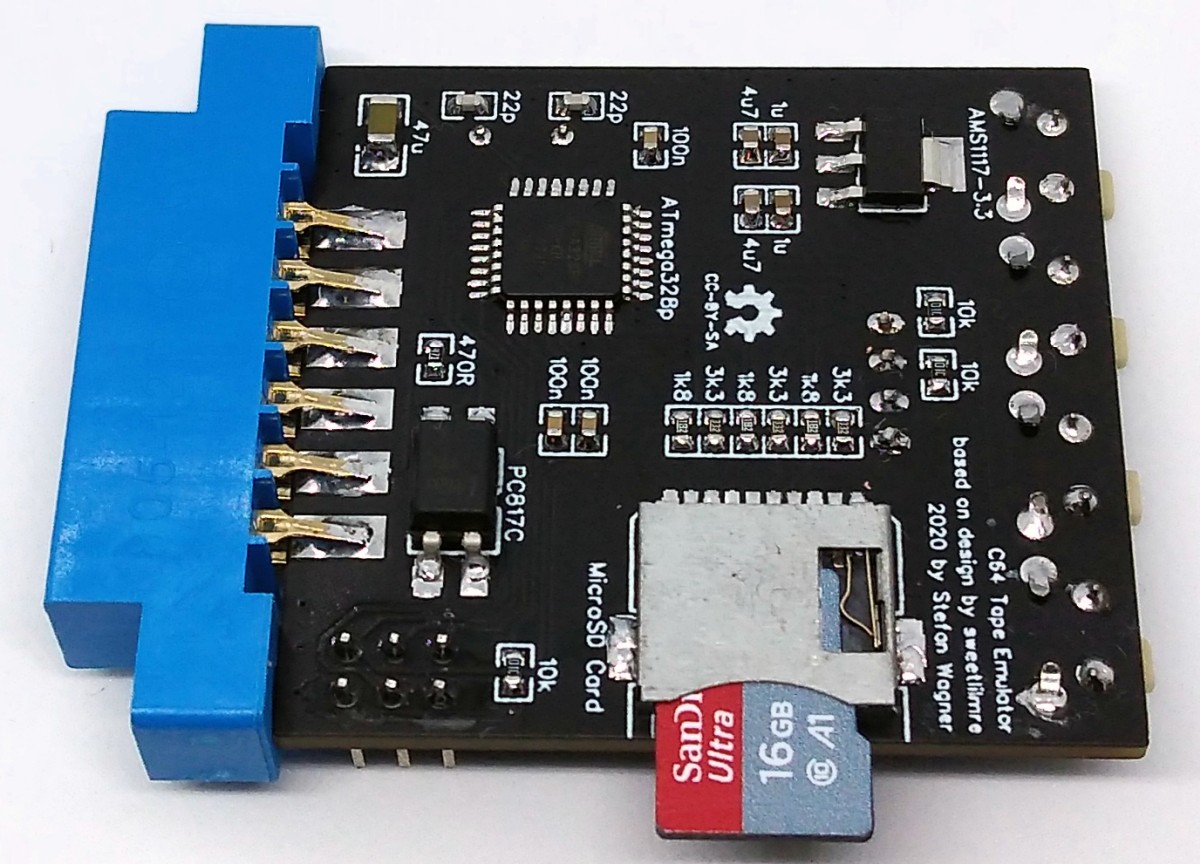 47u
22p
22p
100n
4u7
1u
4u7
1u
AMS1117-3.3
ATmega328p
CC-BY-SA
10k
10k
470R
100n
100n
1k8
3k3
1k8
3k3
1k8
3k3
PC817C
MicroSD Card
10k
C64 Tape Emulator
based on design by sweetlilmre
2020 by Stefan Wagner
SanDi
Ultra
16GB
10 A1